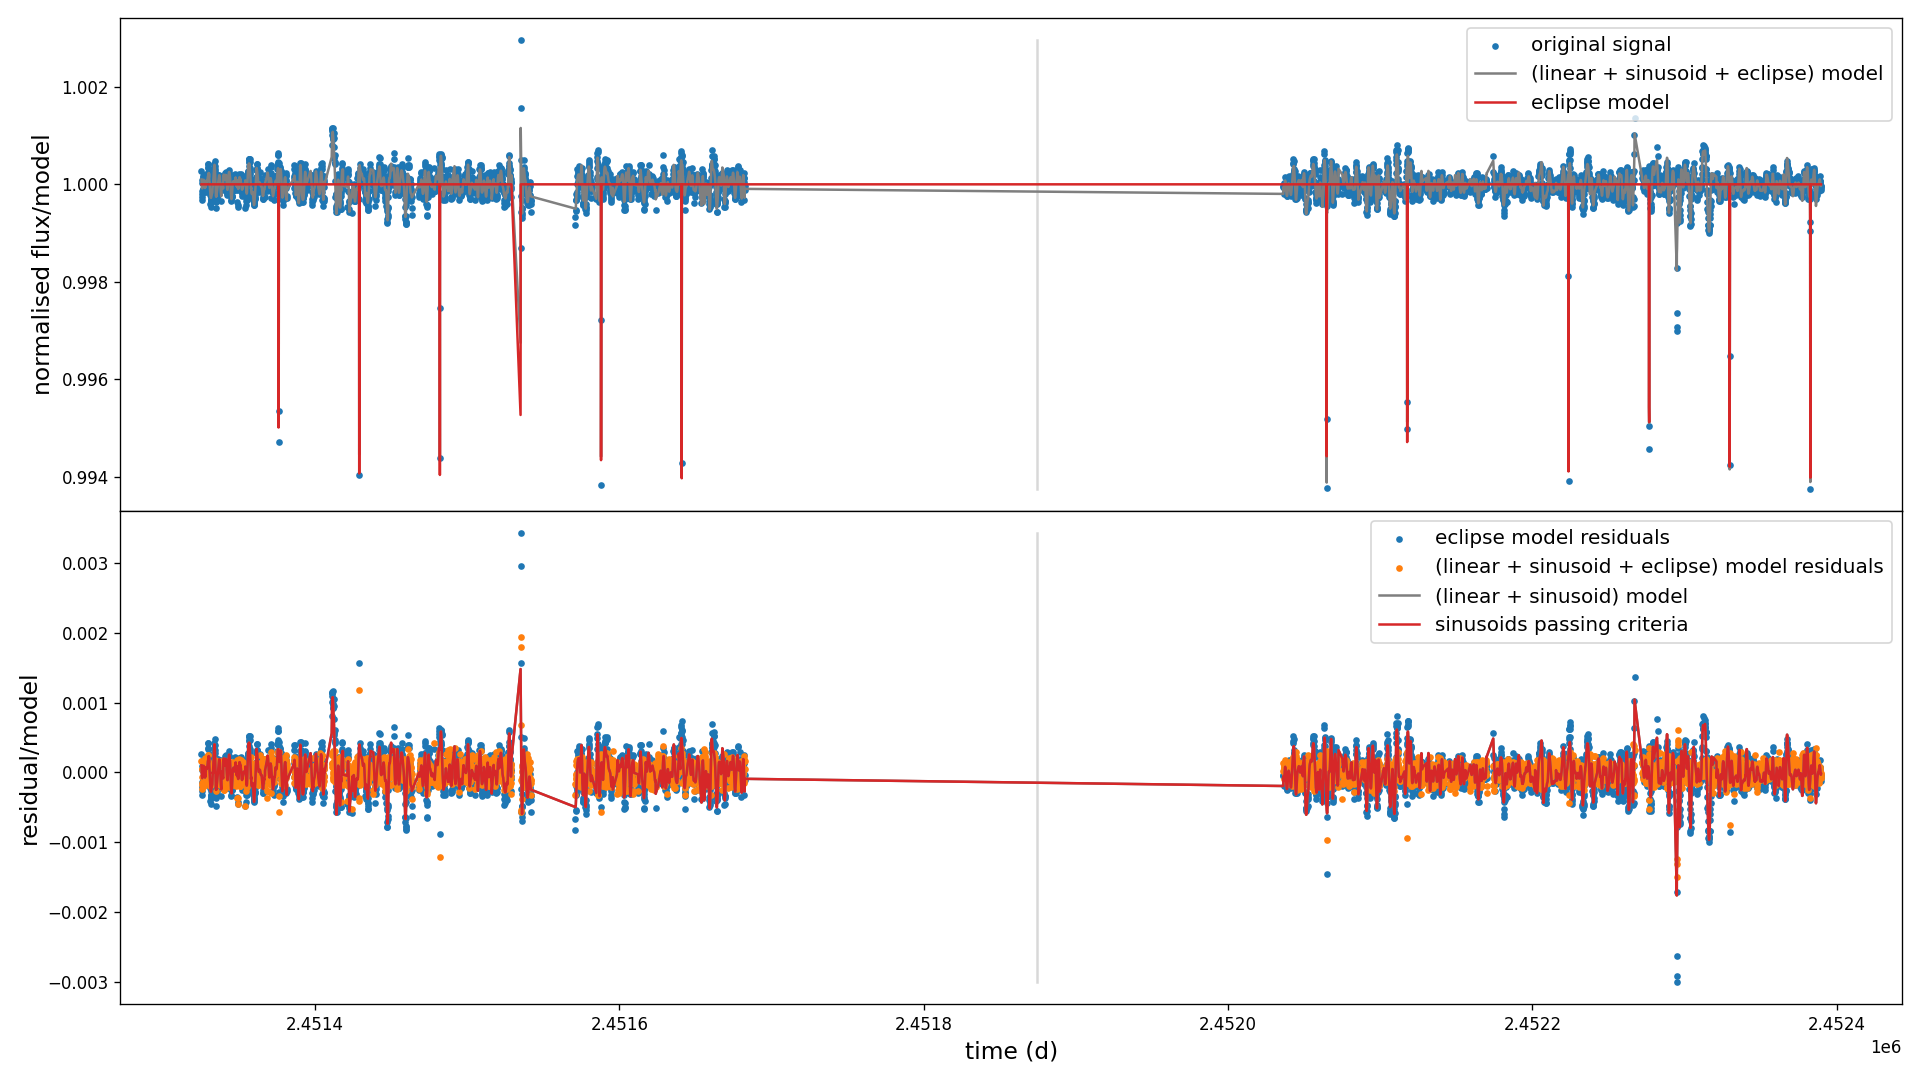 original signal
(linear + sinusoid + eclipse) model
eclipse model
normalised flux/model
1.002
1.000
0.998
0.996
0.994
eclipse model residuals
(linear + sinusoid + eclipse) model residuals
(linear + sinusoid) model
sinusoids passing criteria
residual/model
0.003
0.002
0.001
0.000
−0.001
−0.002
−0.003
2.4514 2.4516 2.4518 2.4520 2.4522 2.4524
1e6
time (d)